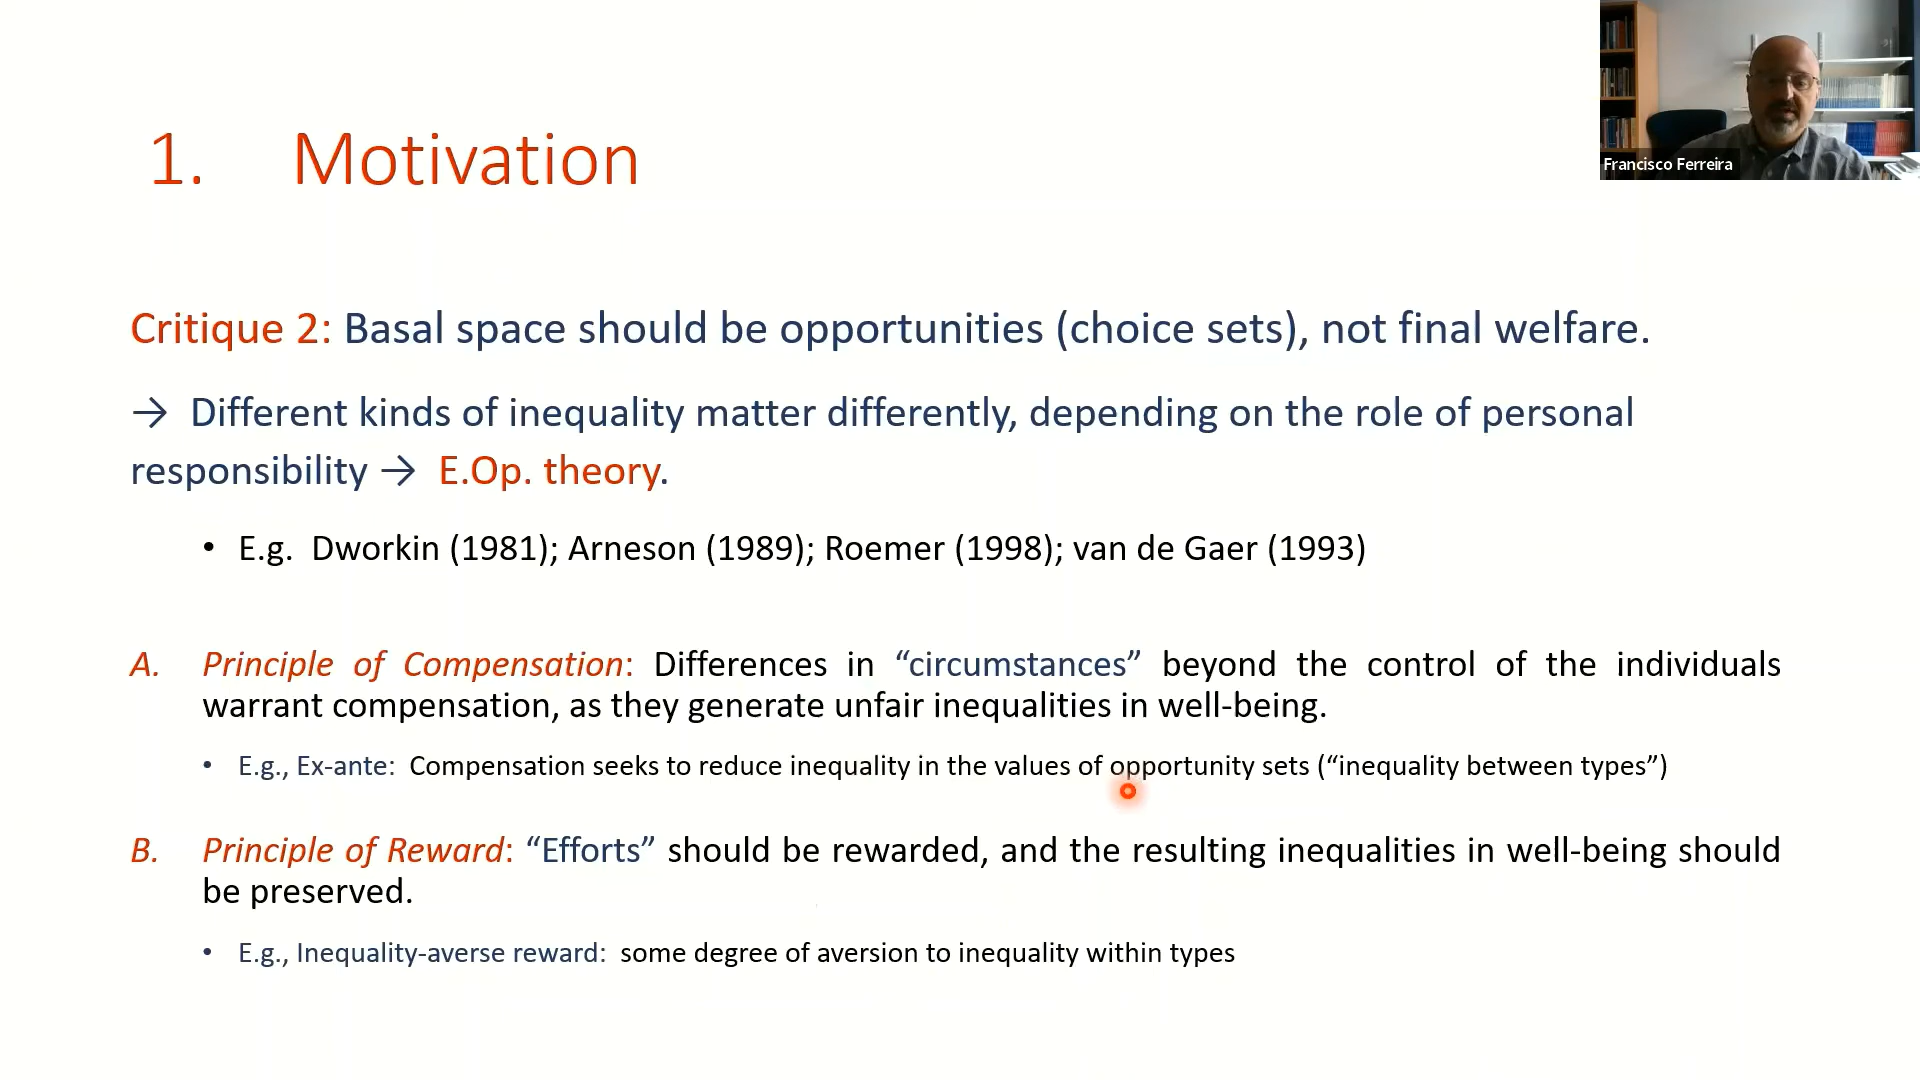 Francisco Ferreira
1. Motivation
Critique 2: Basal space should be opportunities (choice sets), not final welfare.
→ Different kinds of inequality matter differently, depending on the role of personal
responsibility → E.Op. theory.
• E.g. Dworkin (1981); Arneson (1989); Roemer (1998); van de Gaer (1993)
A. Principle of Compensation: Differences in “circumstances” beyond the control of the individuals
warrant compensation, as they generate unfair inequalities in well-being.
• E.g., Ex-ante: Compensation seeks to reduce inequality in the values of opportunity sets (“inequality between types”)
B. Principle of Reward: “Efforts” should be rewarded, and the resulting inequalities in well-being should
be preserved.
• E.g., Inequality-averse reward: some degree of aversion to inequality within types